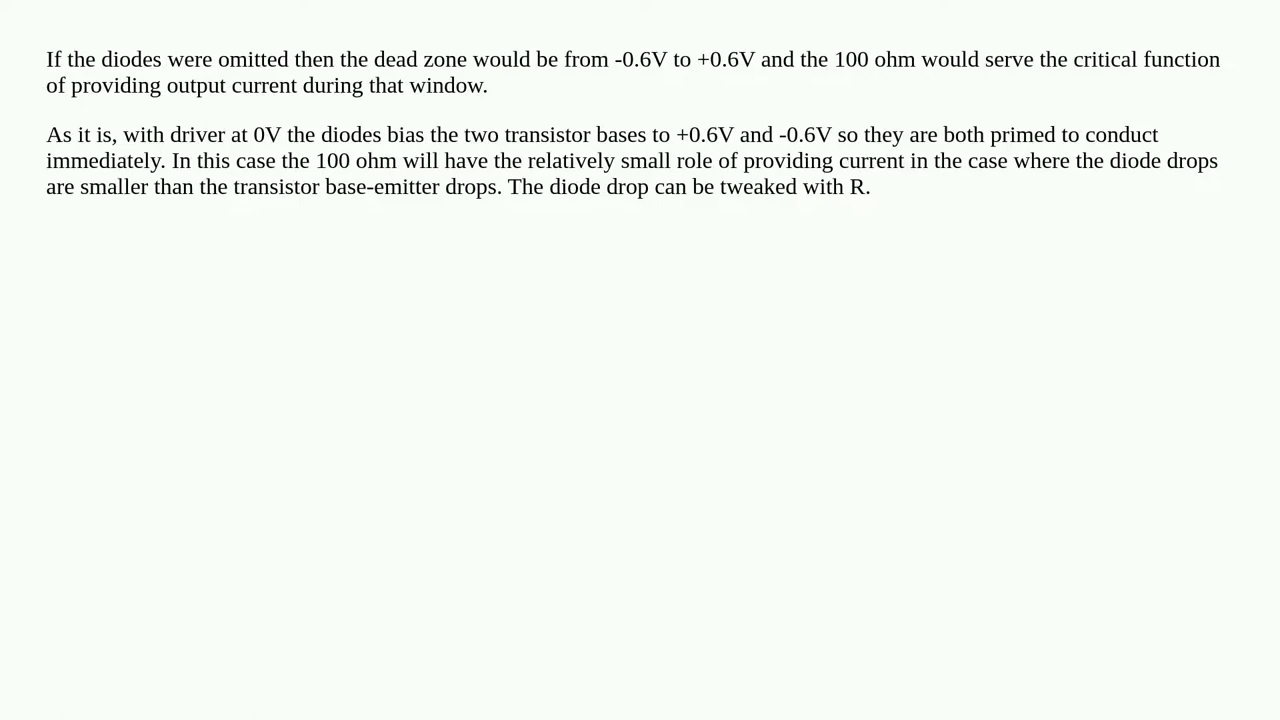 If the diodes were omitted then the dead zone would be from -0.6V to +0.6V and the 100 ohm would serve the critical function
of providing output current during that window.
As it is, with driver at 0V the diodes bias the two transistor bases to +0.6V and -0.6V so they are both primed to conduct
immediately. In this case the 100 ohm will have the relatively small role of providing current in the case where the diode drops
are smaller than the transistor base-emitter drops. The diode drop can be tweaked with R.